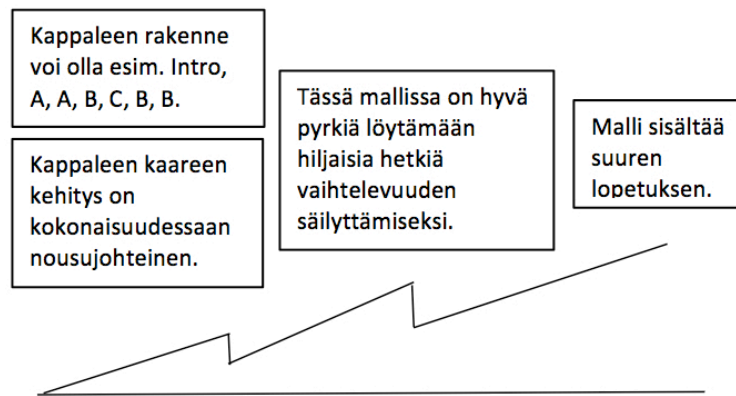 Kappaleen rakenne
voi olla esim. Intro,
A, A, B, C, B, B.
Kappaleen kaareen
kehitys on
kokonaisuudessaan
nousujohteinen.
Tässä mallissa on hyvä
pyrkiä löytämään
hiljaisia hetkiä
vaihtelevuuden
säilyttämiseksi.
Malli sisältää
suuren
lopetuksen.